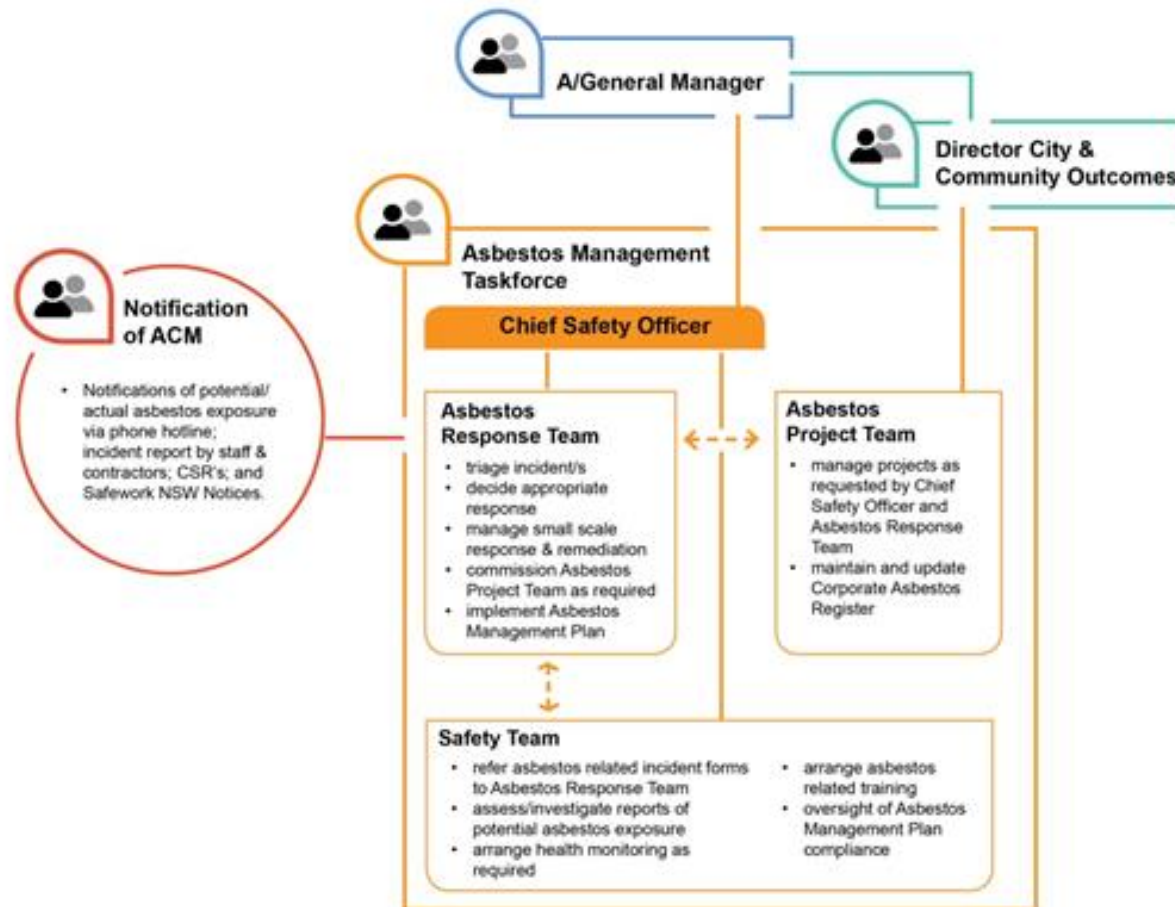 A/General Manager
Director City &
Community Outcomes
Asbestos Management
Taskforce
Notification
of ACM
• Notifications of potential/
actual asbestos exposure
via phone hotline;
incident report by staff &
contractors; CSR's; and
Safework NSW Notices.
Chief Safety Officer
Asbestos
Response Team
• triage incident/s
• decide appropriate
response
• manage small scale
response & remediation
• commission Asbestos
Project Team as required
• implement Asbestos
Management Plan
Asbestos
Project Team
• manage projects as
requested by Chief
Safety Officer and
Asbestos Response
Team
• maintain and update
Corporate Asbestos
Register
Safety Team
• refer asbestos related incident forms
to Asbestos Response Team
• assess/investigate reports of
potential asbestos exposure
• arrange health monitoring as
required
• arrange asbestos
related training
• oversight of Asbestos
Management Plan
compliance